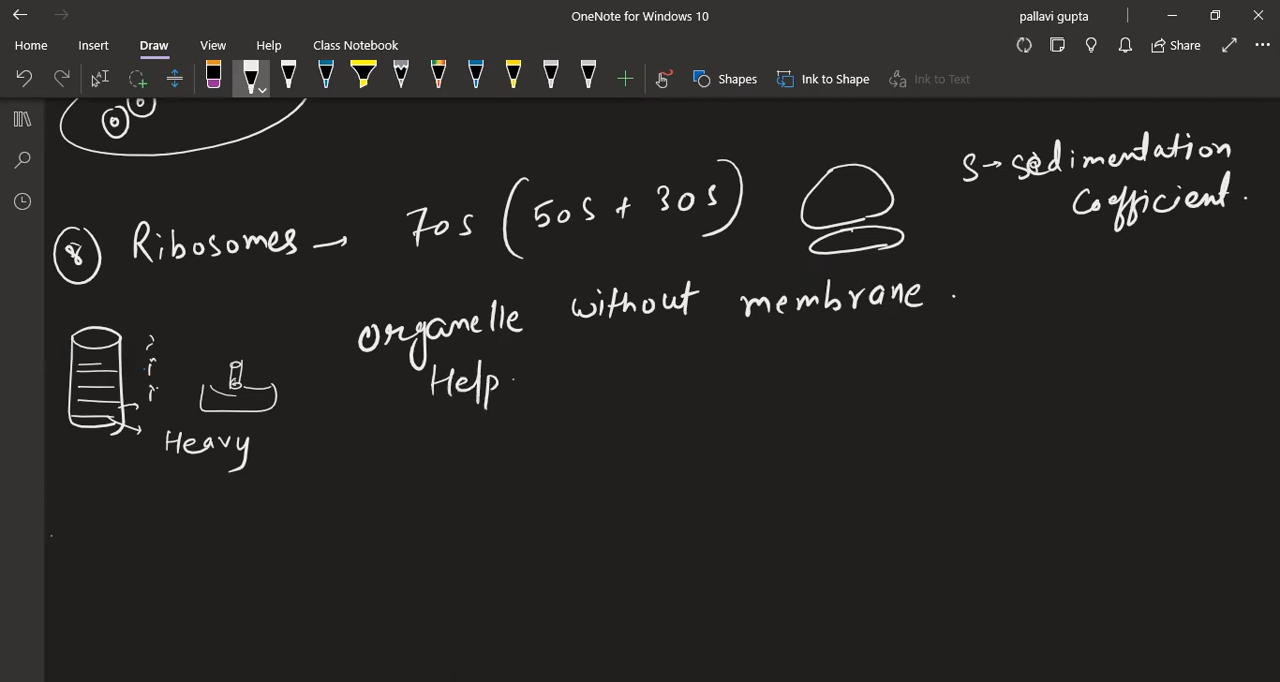 OneNote for Windows 10
pallavi gupta
Home Insert Draw View Help Class Notebook
Share
Shapes Ink to Shape Ink to Text
S→ sedimentation
coefficient.
8 Ribosomes → 70s (50s + 30s)
organelle without membrane.
Help
Heavy